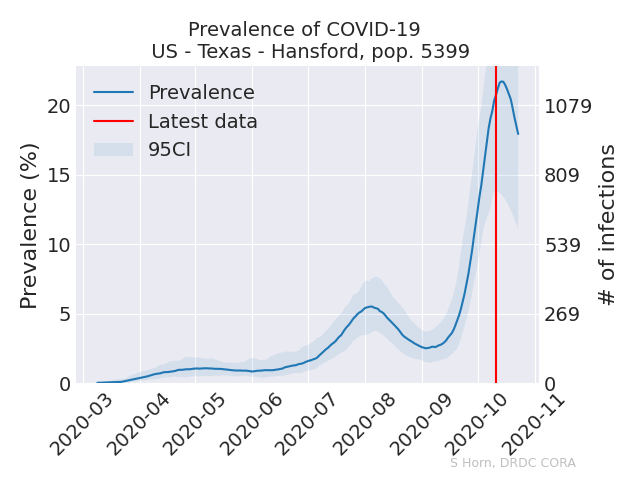 Prevalence of COVID-19
US - Texas - Hansford, pop. 5399
Prevalence
Latest data
95CI
Prevalence (%)
20
15
10
5
0
1079
809
539
269
0
# of infections
2020-03
2020-04
2020-05
2020-06
2020-07
2020-08
2020-09
2020-10
2020-11
S Horn, DRDC CORA